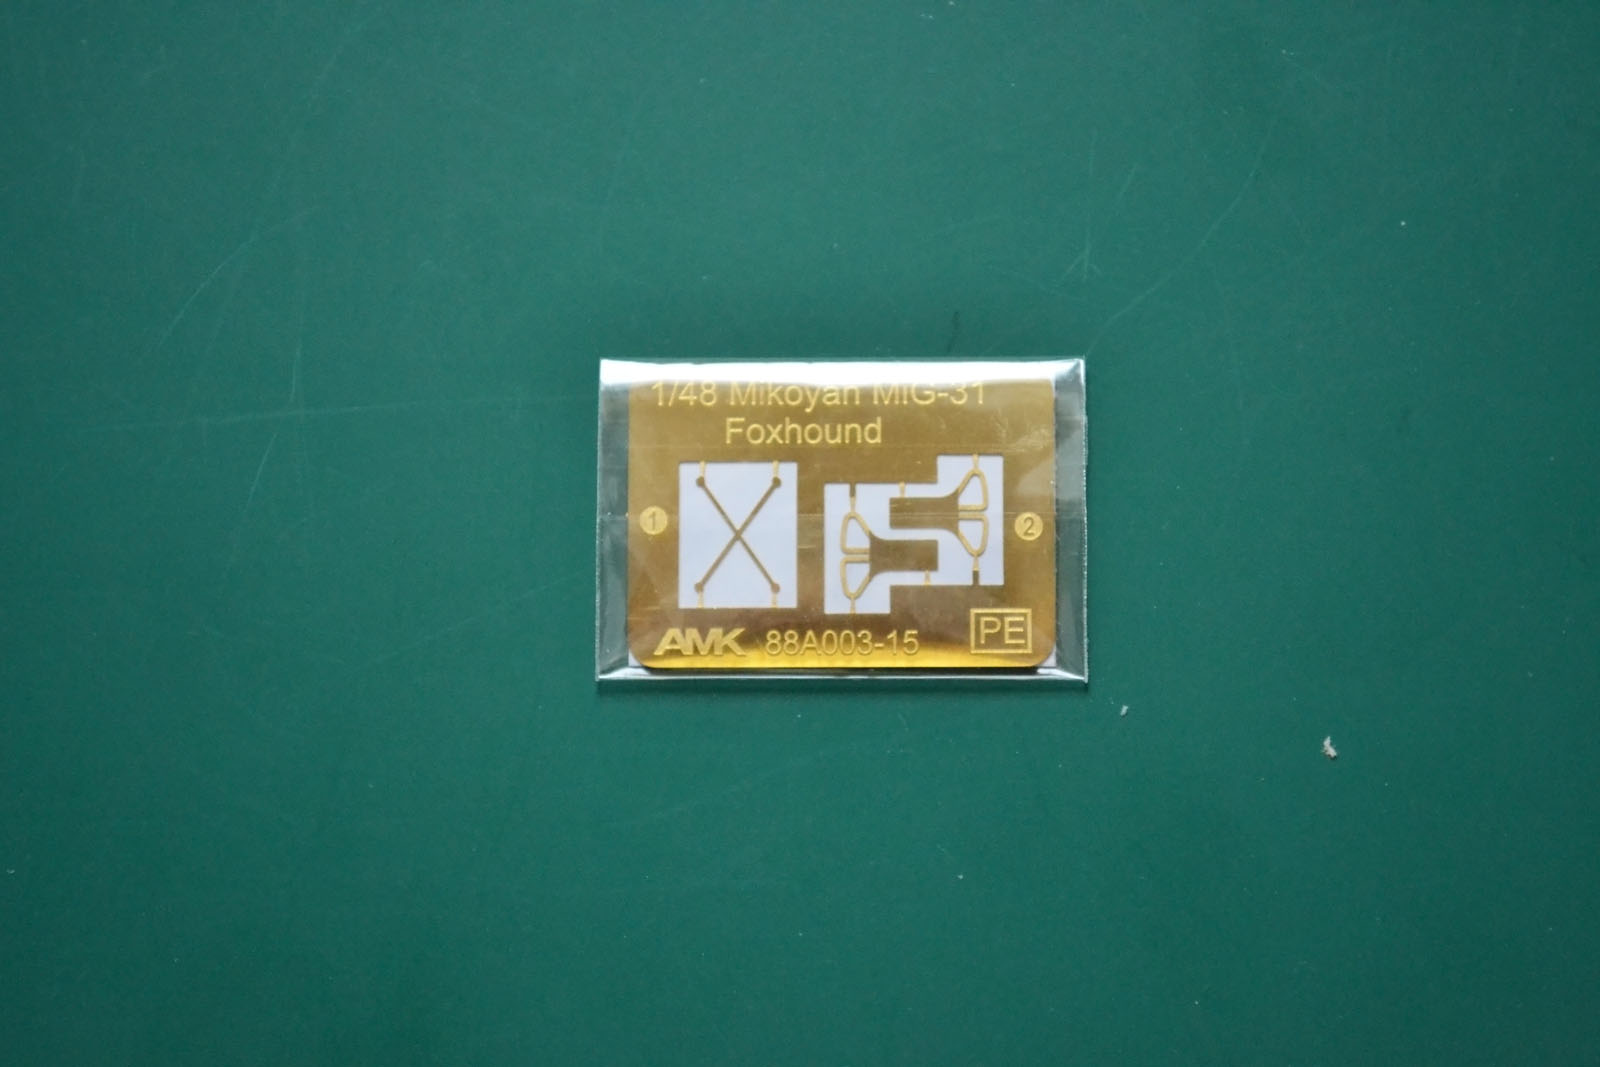 1/48 Mikoyan MIG-31
Foxhound
1
2
PE
AMK 88A003-15